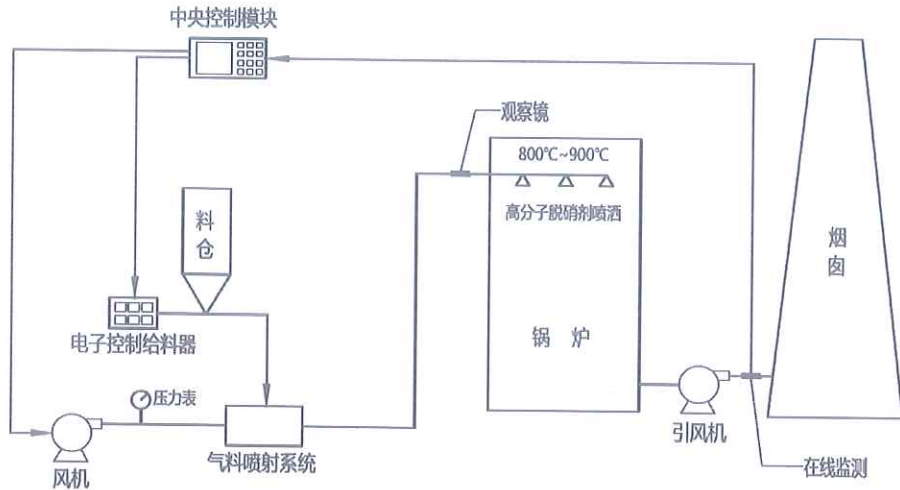 中央控制模块
观察镜
800℃~900℃
高分子脱硝剂喷洒
料
仓
烟
囱
电子控制给料器
锅 炉
压力表
引风机
风机
气料喷射系统
在线监测